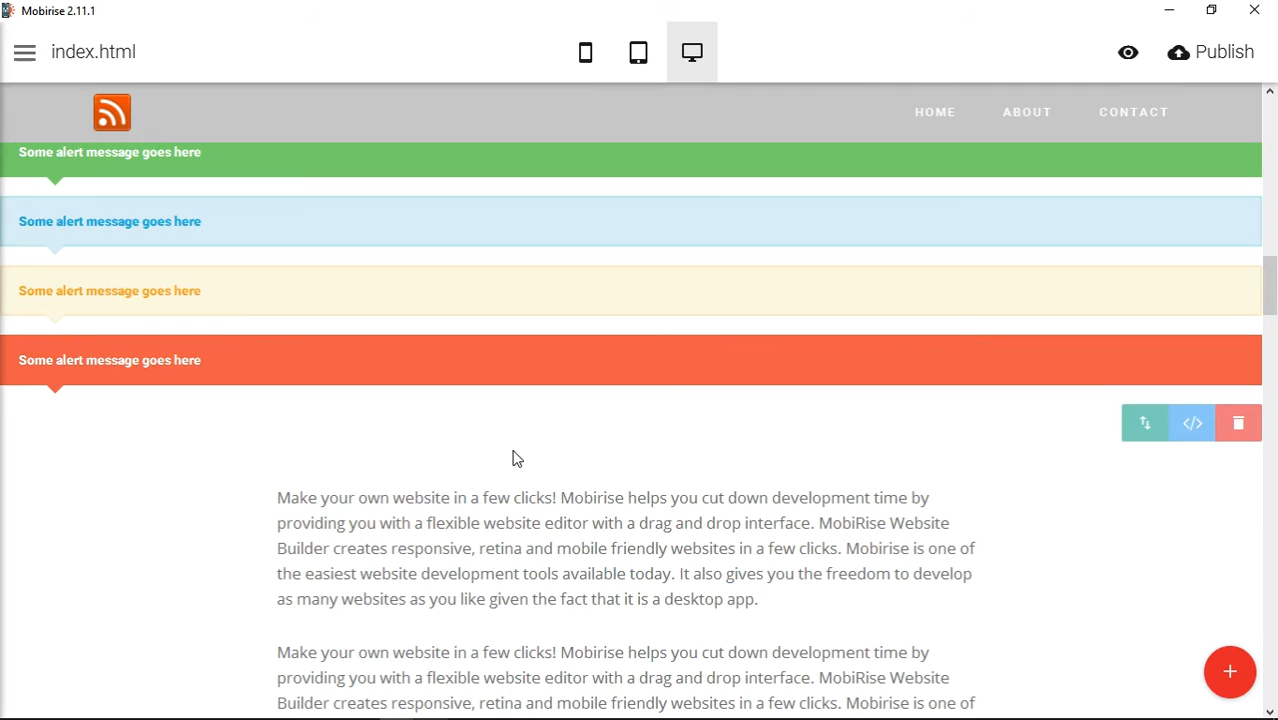 Mobirise 2.11.1
index.html
Publish
HOME ABOUT CONTACT
Some alert message goes here
Some alert message goes here
Some alert message goes here
Some alert message goes here
</>
Make your own website in a few clicks! Mobirise helps you cut down development time by
providing you with a flexible website editor with a drag and drop interface. MobiRise Website
Builder creates responsive, retina and mobile friendly websites in a few clicks. Mobirise is one of
the easiest website development tools available today. It also gives you the freedom to develop
as many websites as you like given the fact that it is a desktop app.
Make your own website in a few clicks! Mobirise helps you cut down development time by
providing you with a flexible website editor with a drag and drop interface. MobiRise Website
Builder creates responsive, retina and mobile friendly websites in a few clicks. Mobirise is one of